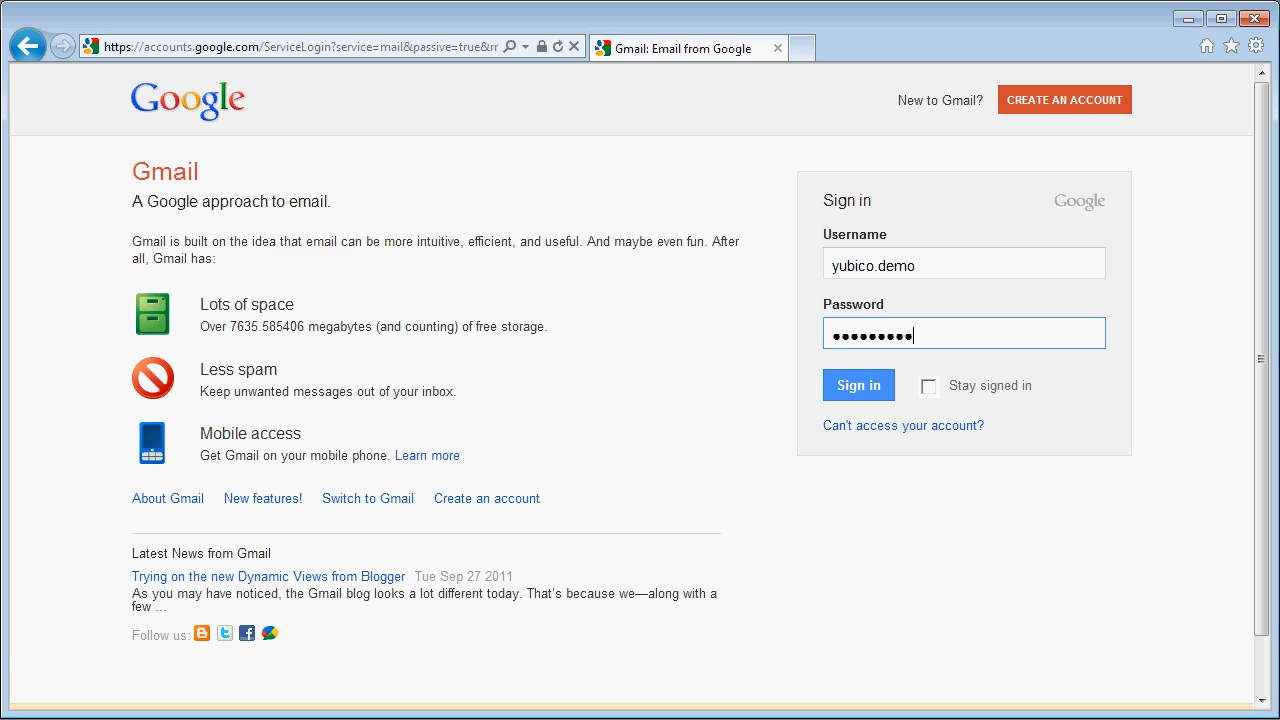 https://accounts.google.com/ServiceLogin?service=mail&passive=true&rr
Gmail: Email from Google
Google
New to Gmail?
CREATE AN ACCOUNT
Gmail
A Google approach to email.
Gmail is built on the idea that email can be more intuitive, efficient, and useful. And maybe even fun. After
all, Gmail has:
Lots of space
Over 7635.585406 megabytes (and counting) of free storage.
Less spam
Keep unwanted messages out of your inbox.
Mobile access
Get Gmail on your mobile phone. Learn more
About Gmail New features! Switch to Gmail Create an account
Latest News from Gmail
Trying on the new Dynamic Views from Blogger Tue Sep 27 2011
As you may have noticed, the Gmail blog looks a lot different today. That's because we—along with a
few ...
Follow us:
Sign in Google
Username
yubico.demo
Password
●●●●●●●●●
Sign in
Stay signed in
Can't access your account?